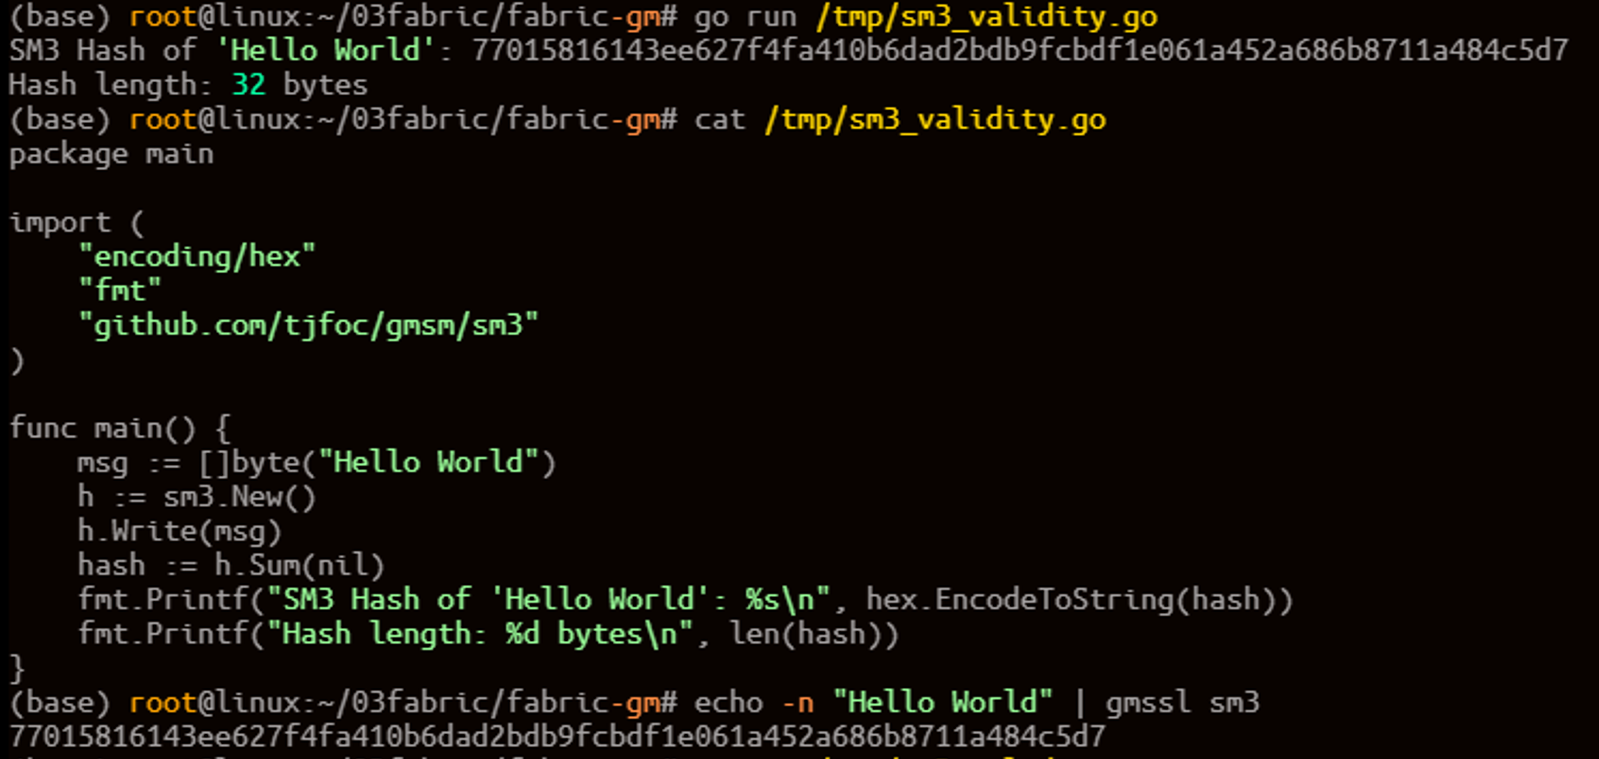 (base) root@linux:~/03fabric/fabric-gm# go run /tmp/sm3_validity.go
SM3 Hash of 'Hello World': 77015816143ee627f4fa410b6dad2bdb9fcbdf1e061a452a686b8711a484c5d7
Hash length: 32 bytes
(base) root@linux:~/03fabric/fabric-gm# cat /tmp/sm3_validity.go
package main
import (
    "encoding/hex"
    "fmt"
    "github.com/tjfoc/gmsm/sm3"
)
func main() {
    msg := []byte("Hello World")
    h := sm3.New()
    h.Write(msg)
    hash := h.Sum(nil)
    fmt.Printf("SM3 Hash of 'Hello World': %s\n", hex.EncodeToString(hash))
    fmt.Printf("Hash length: %d bytes\n", len(hash))
}
(base) root@linux:~/03fabric/fabric-gm# echo -n "Hello World" | gmssl sm3
77015816143ee627f4fa410b6dad2bdb9fcbdf1e061a452a686b8711a484c5d7